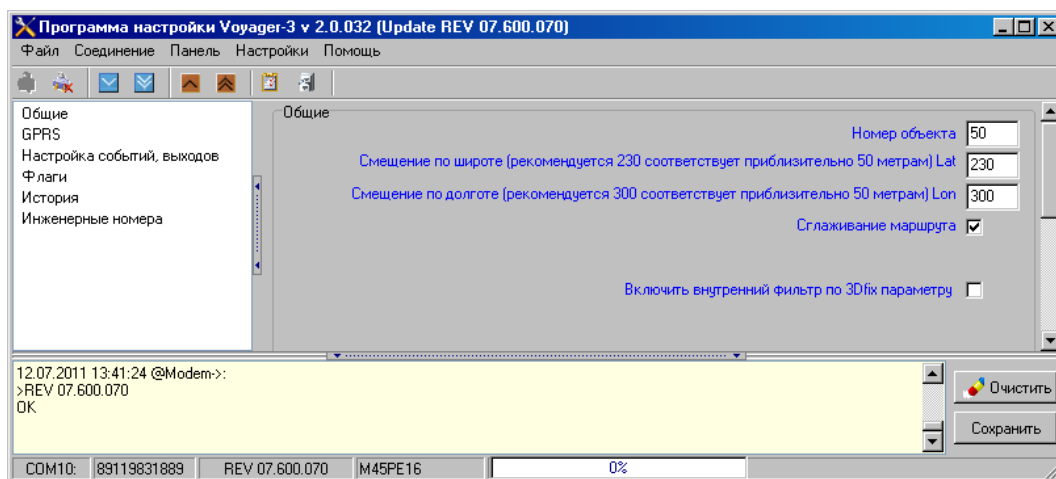 Программа настройки Voyager-3 v 2.0.032 (Update REV 07.600.070)
Файл Соединение Панель Настройки Помощь
Общие
GPRS
Настройка событий, выходов
Флаги
История
Инженерные номера
Общие
Номер объекта 50
Смещение по широте (рекомендуется 230 соответствует приблизительно 50 метрам) Lat 230
Смещение по долготе (рекомендуется 300 соответствует приблизительно 50 метрам) Lon 300
Сглаживание маршрута
Включить внутренний фильтр по 3Dfix параметру
12.07.2011 13:41:24 @Modem->:
>REV 07.600.070
OK
Очистить
Сохранить
COM10: 89119831889 REV 07.600.070 M45PE16 0%